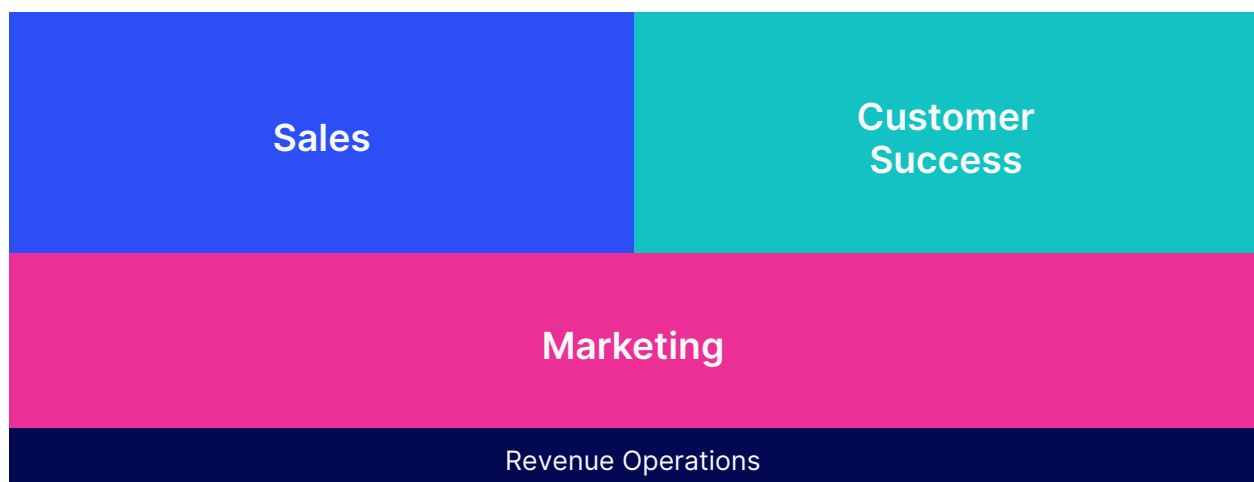 Sales
Customer
Success
Marketing
Revenue Operations